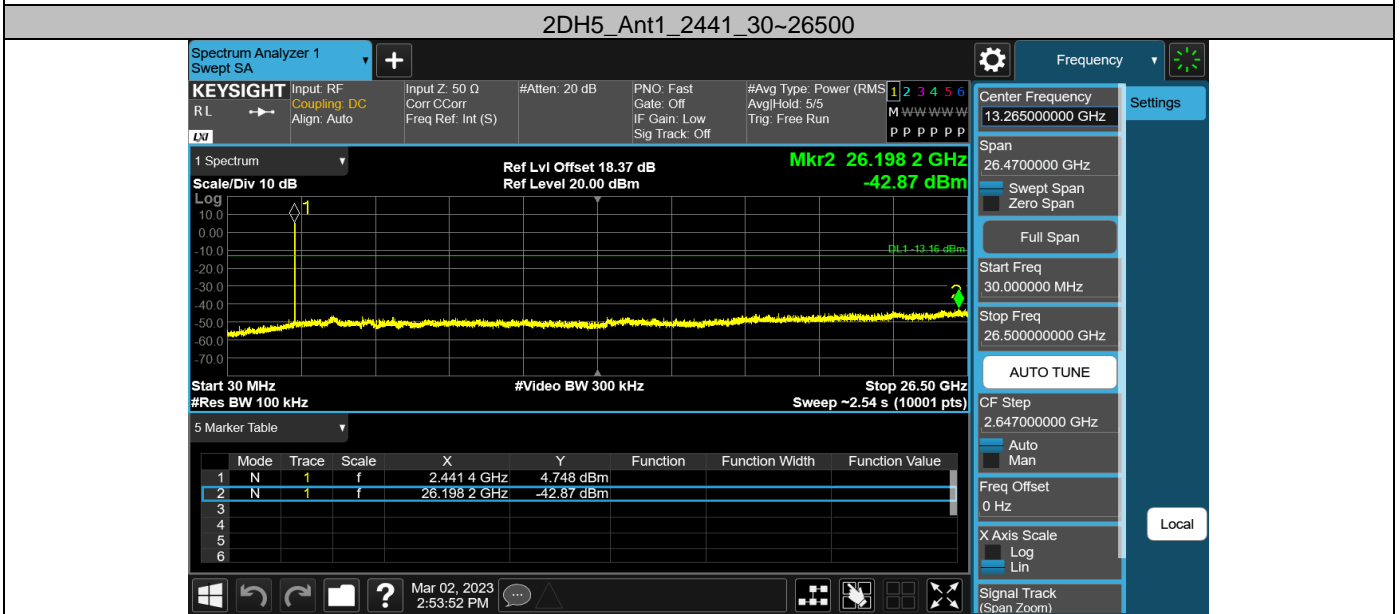 2DH5_Ant1_2441_30~26500
Spectrum Analyzer 1
Swept SA
+
Frequency
KEYSIGHT
RL
LXI
Input: RF
Coupling: DC
Align: Auto
Input Z: 50 Ω
Corr CCorr
Freq Ref: Int (S)
#Atten: 20 dB
PNO: Fast
Gate: Off
IF Gain: Low
Sig Track: Off
#Avg Type: Power (RMS
Avg|Hold: 5/5
Trig: Free Run
1 2 3 4 5 6
M W W W W W
P P P P P P
1 Spectrum
Scale/Div 10 dB
Ref Lvl Offset 18.37 dB
Ref Level 20.00 dBm
Mkr2 26.198 2 GHz
-42.87 dBm
Log
10.0
0.00
-10.0
-20.0
-30.0
-40.0
-50.0
-60.0
-70.0
1
DL1 -13.16 dBm
2
Start 30 MHz
#Res BW 100 kHz
#Video BW 300 kHz
Stop 26.50 GHz
Sweep ~2.54 s (10001 pts)
5 Marker Table
Mode Trace Scale X Y Function Function Width Function Value
1 N 1 f 2.441 4 GHz 4.748 dBm
2 N 1 f 26.198 2 GHz -42.87 dBm
3
4
5
6
Center Frequency
13.265000000 GHz
Settings
Span
26.4700000 GHz
Swept Span
Zero Span
Full Span
Start Freq
30.000000 MHz
Stop Freq
26.500000000 GHz
AUTO TUNE
CF Step
2.647000000 GHz
Auto
Man
Freq Offset
0 Hz
Local
X Axis Scale
Log
Lin
Signal Track
(Span Zoom)
?
Mar 02, 2023
2:53:52 PM